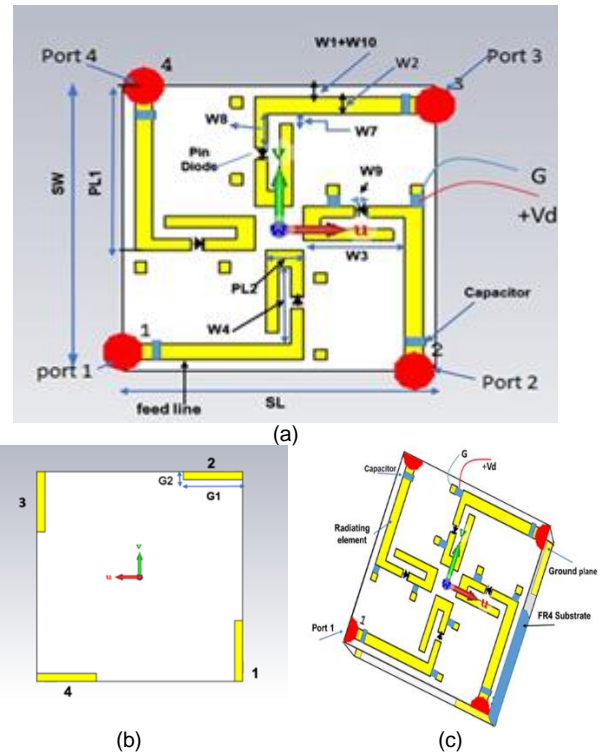 W1+W10
Port 4
4
W2
Port 3
3
W8
W7
Pin
Diode
V
W9
G
+Vd
SW
PL1
W
u
W3
PL2
Capacitor
W4
1
2
port 1
Port 2
feed line
SL
(a)
2
G2
G1
3
v
u
1
4
(b)
G
+Vd
Capacitor
Radiating
element
V
W
u
Ground plane
FR4 Substrate
Port 1
1
(c)